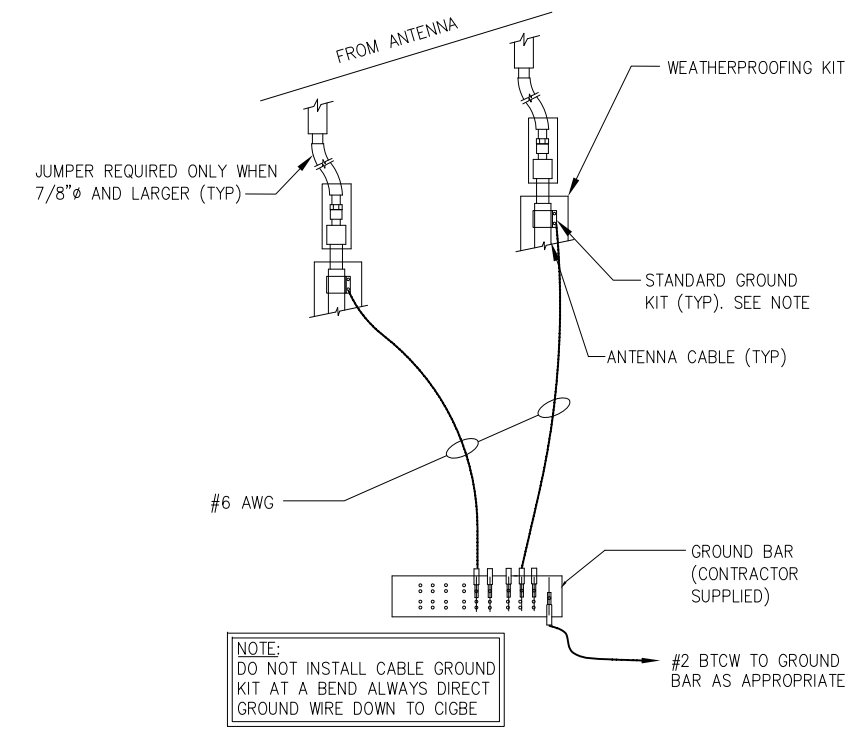 FROM ANTENNA
WEATHERPROOFING KIT
JUMPER REQUIRED ONLY WHEN
7/8"ø AND LARGER (TYP)
STANDARD GROUND
KIT (TYP). SEE NOTE
ANTENNA CABLE (TYP)
#6 AWG
GROUND BAR
(CONTRACTOR
SUPPLIED)
NOTE:
DO NOT INSTALL CABLE GROUND
KIT AT A BEND ALWAYS DIRECT
GROUND WIRE DOWN TO CIGBE
#2 BTCW TO GROUND
BAR AS APPROPRIATE